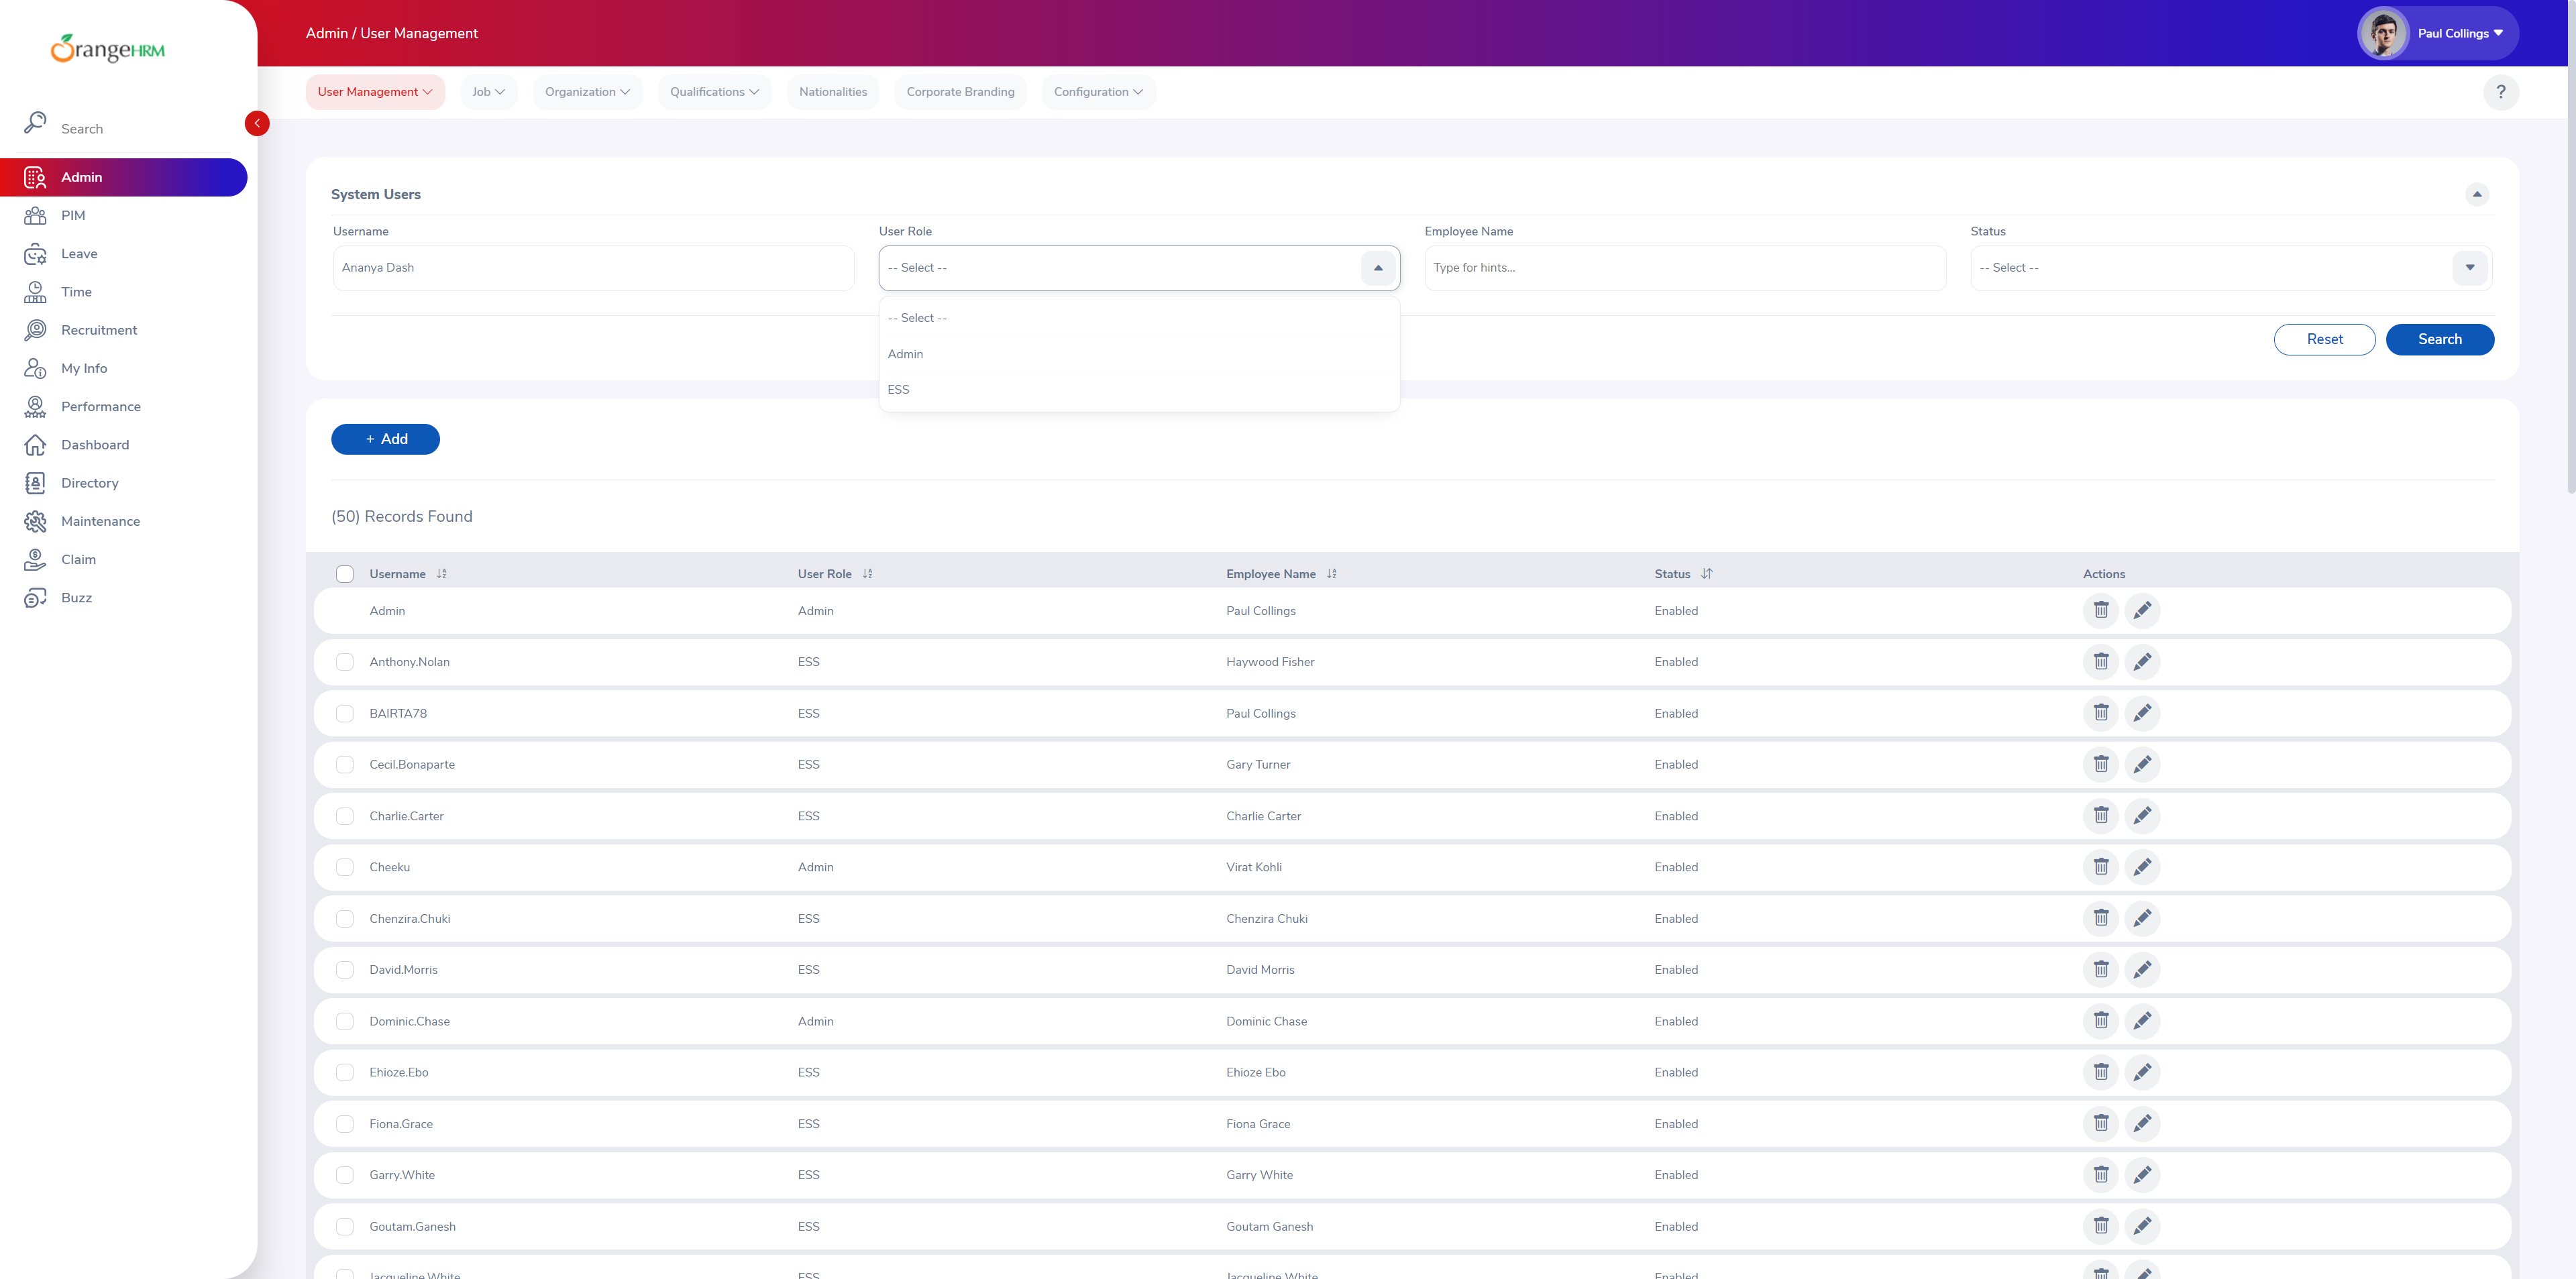 OrangeHRM
Admin / User Management
Paul Collings
Search
User Management
Job
Organization
Qualifications
Nationalities
Corporate Branding
Configuration
?
Admin
PIM
Leave
Time
Recruitment
My Info
Performance
Dashboard
Directory
Maintenance
Claim
Buzz
System Users
Username
User Role
Employee Name
Status
Ananya Dash
-- Select --
Type for hints...
-- Select --
-- Select --
Admin
ESS
Reset
Search
+ Add
(50) Records Found
Username User Role Employee Name Status Actions
Admin Admin Paul Collings Enabled
Anthony.Nolan ESS Haywood Fisher Enabled
BAIRTA78 ESS Paul Collings Enabled
Cecil.Bonaparte ESS Gary Turner Enabled
Charlie.Carter ESS Charlie Carter Enabled
Cheeku Admin Virat Kohli Enabled
Chenzira.Chuki ESS Chenzira Chuki Enabled
David.Morris ESS David Morris Enabled
Dominic.Chase Admin Dominic Chase Enabled
Ehioze.Ebo ESS Ehioze Ebo Enabled
Fiona.Grace ESS Fiona Grace Enabled
Garry.White ESS Garry White Enabled
Goutam.Ganesh ESS Goutam Ganesh Enabled
Jacqueline.White ESS Jacqueline White Enabled